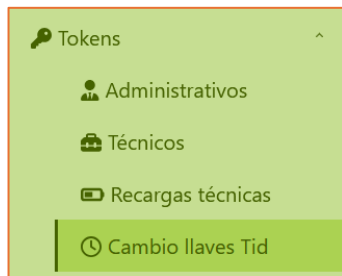 Tokens
Administrativos
Técnicos
Recargas técnicas
Cambio llaves Tid